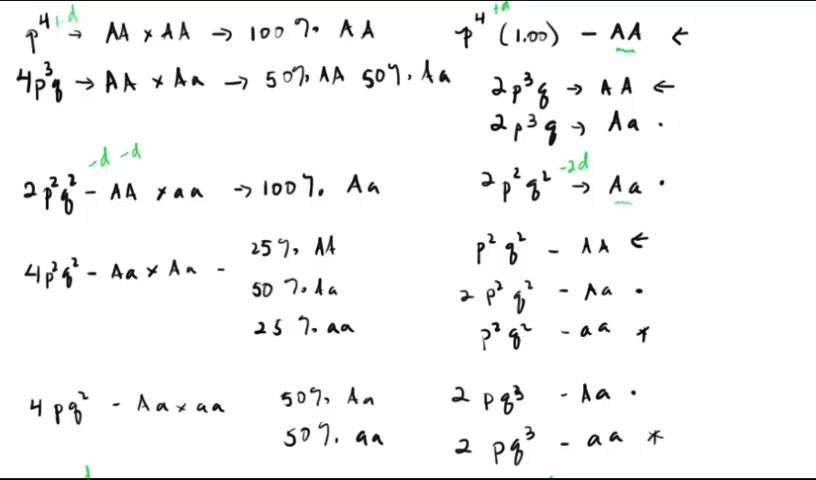 p⁴ +d → AA × AA → 100%. AA
p⁴ +d (1.00) - AA ←
4p³q → AA × Aa → 50%. AA 50%. Aa
2p³q → AA ←
2p³q → Aa .
-d -d
2p²q² - AA × aa → 100%. Aa
2p²q² -2d → Aa .
4p²q² - Aa × Aa -
25%. AA
50%. Aa
25%. aa
p²q² - AA ←
2p²q² - Aa .
p²q² - aa *
4pq² - Aa × aa
50%. Aa
50%. aa
2pq³ - Aa .
2pq³ - aa *